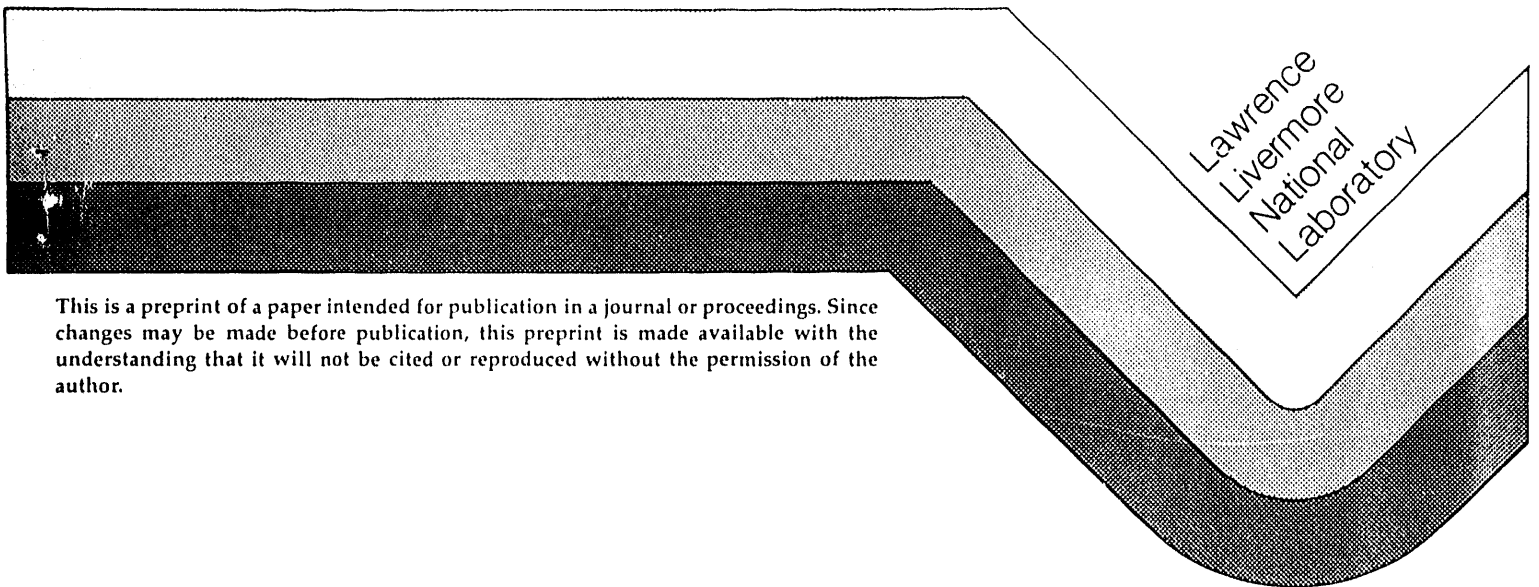 Lawrence
Livermore
National
Laboratory
This is a preprint of a paper intended for publication in a journal or proceedings. Since
changes may be made before publication, this preprint is made available with the
understanding that it will not be cited or reproduced without the permission of the
author.